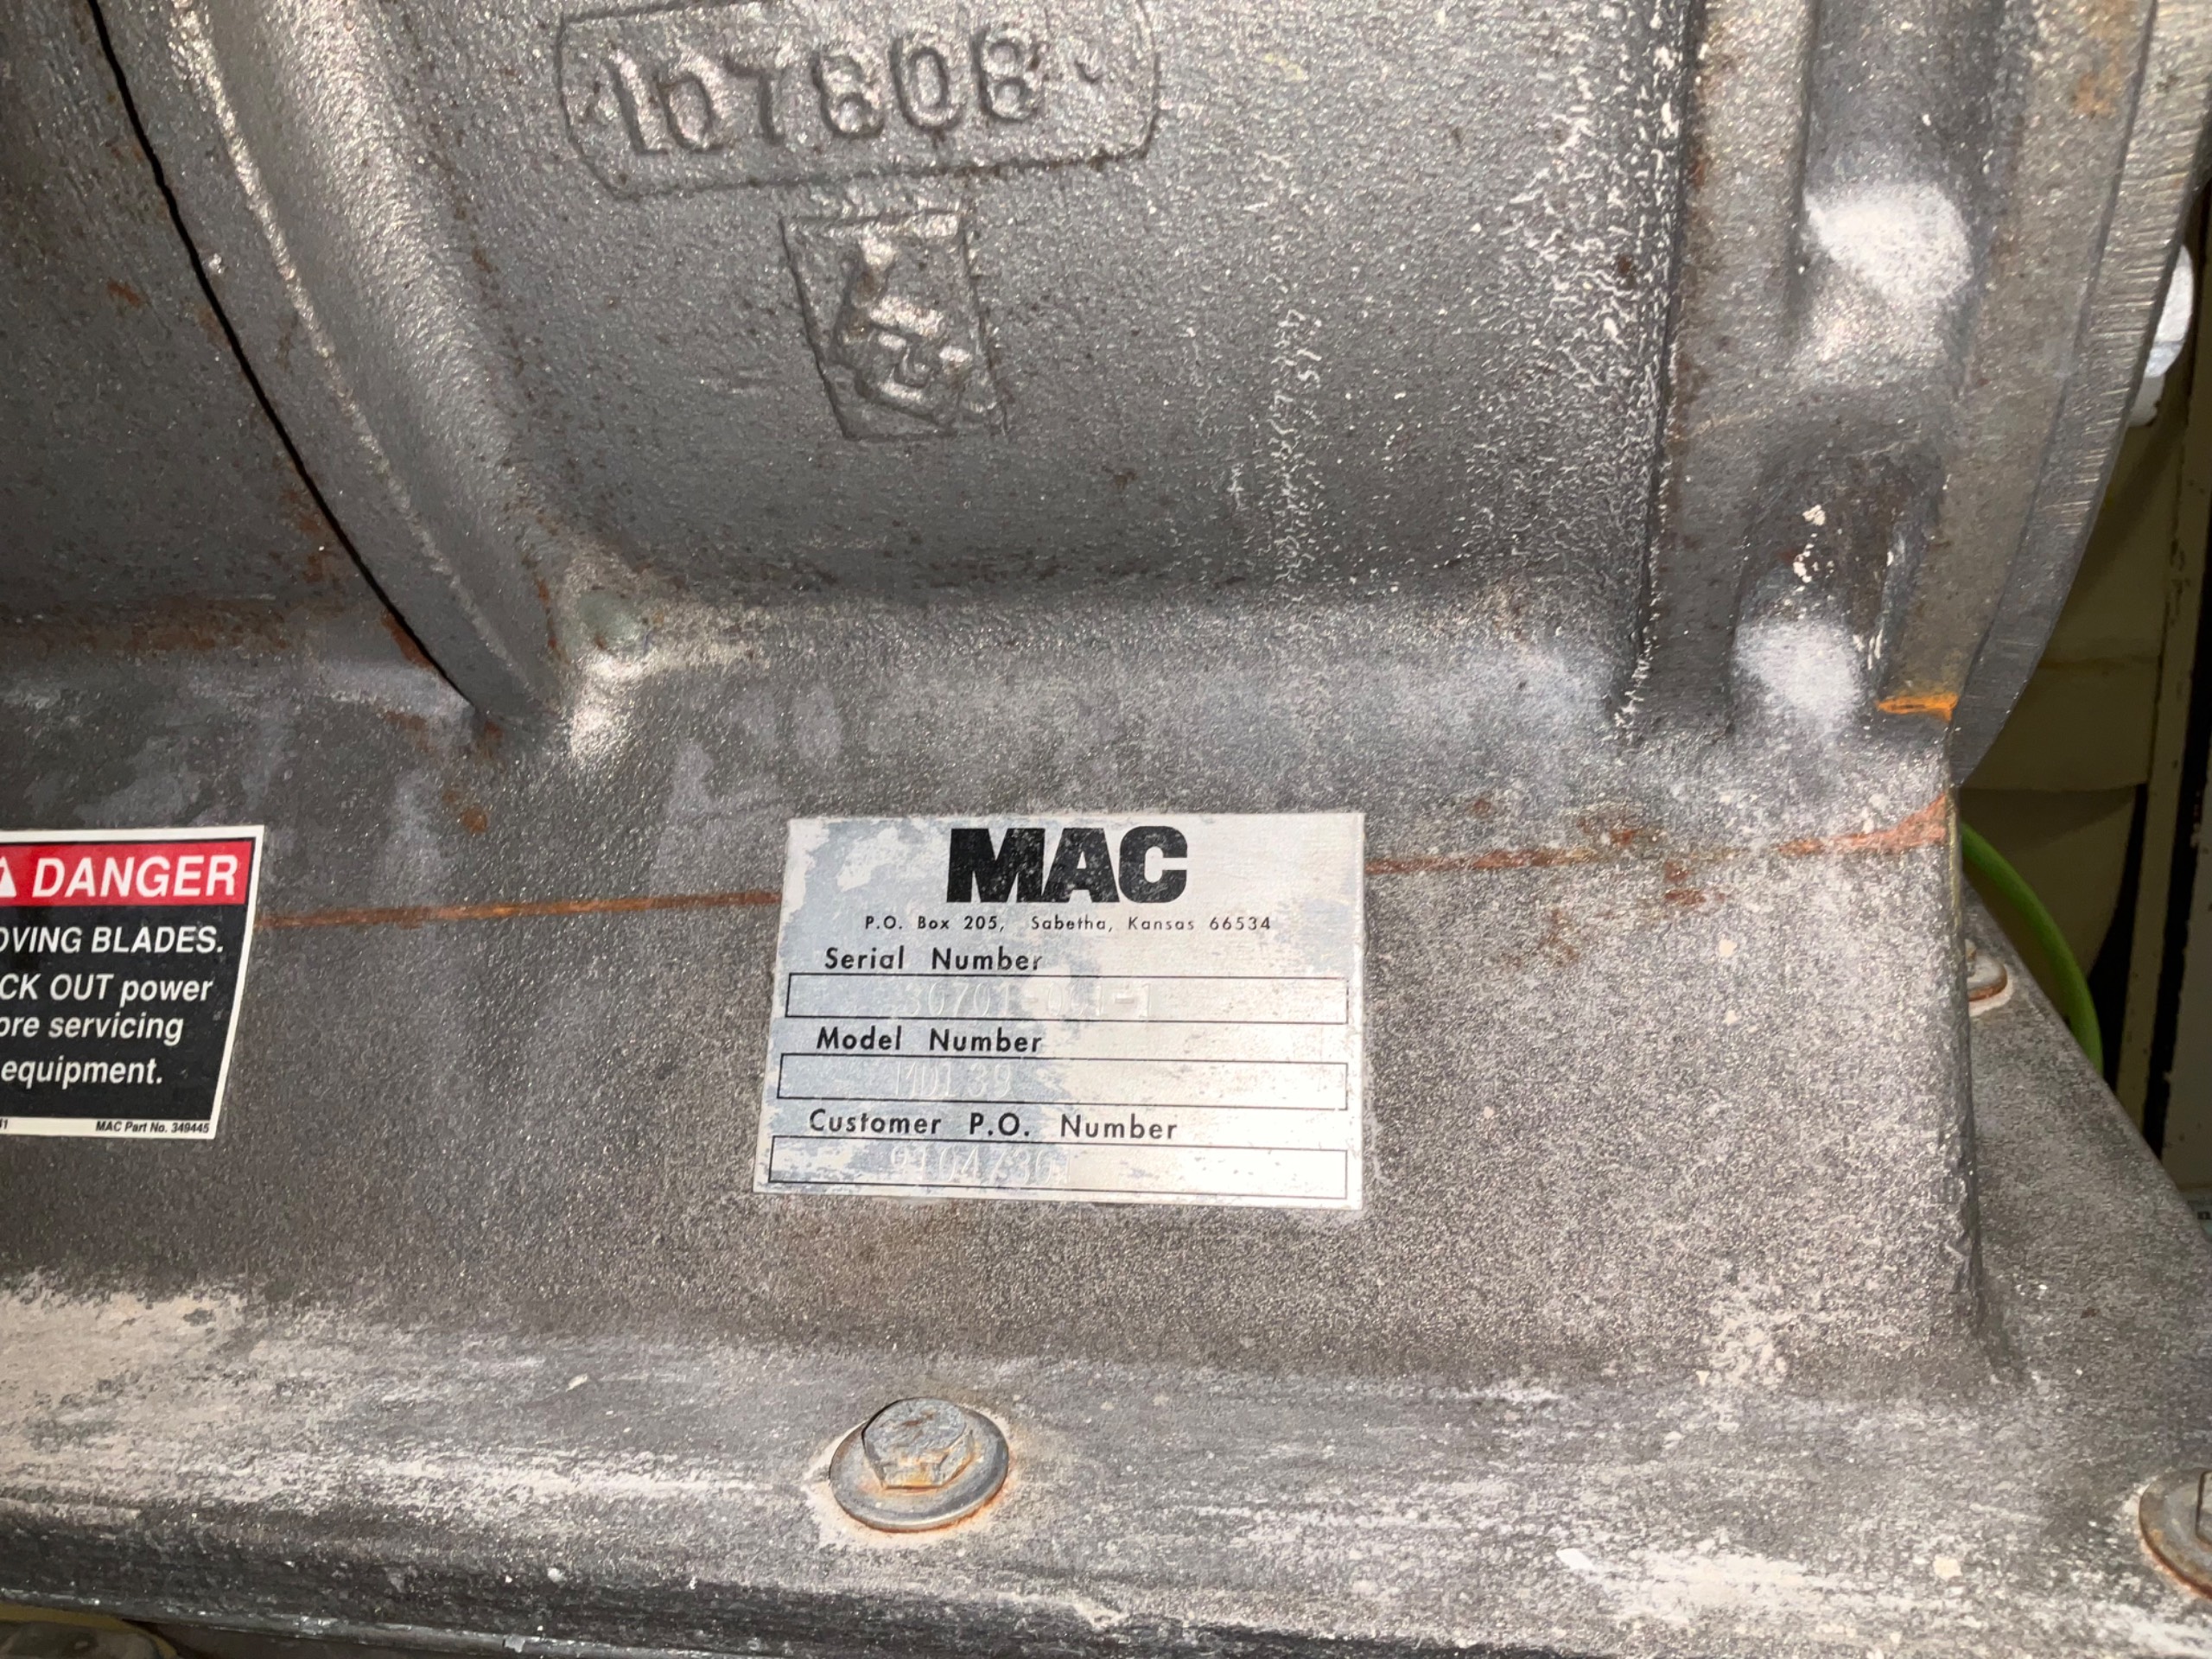 107808
DANGER
OVING BLADES.
CK OUT power
ore servicing
equipment.
MAC Part No. 349445
MAC
P.O. Box 205, Sabetha, Kansas 66534
Serial Number
Model Number
MD139
Customer P.O. Number